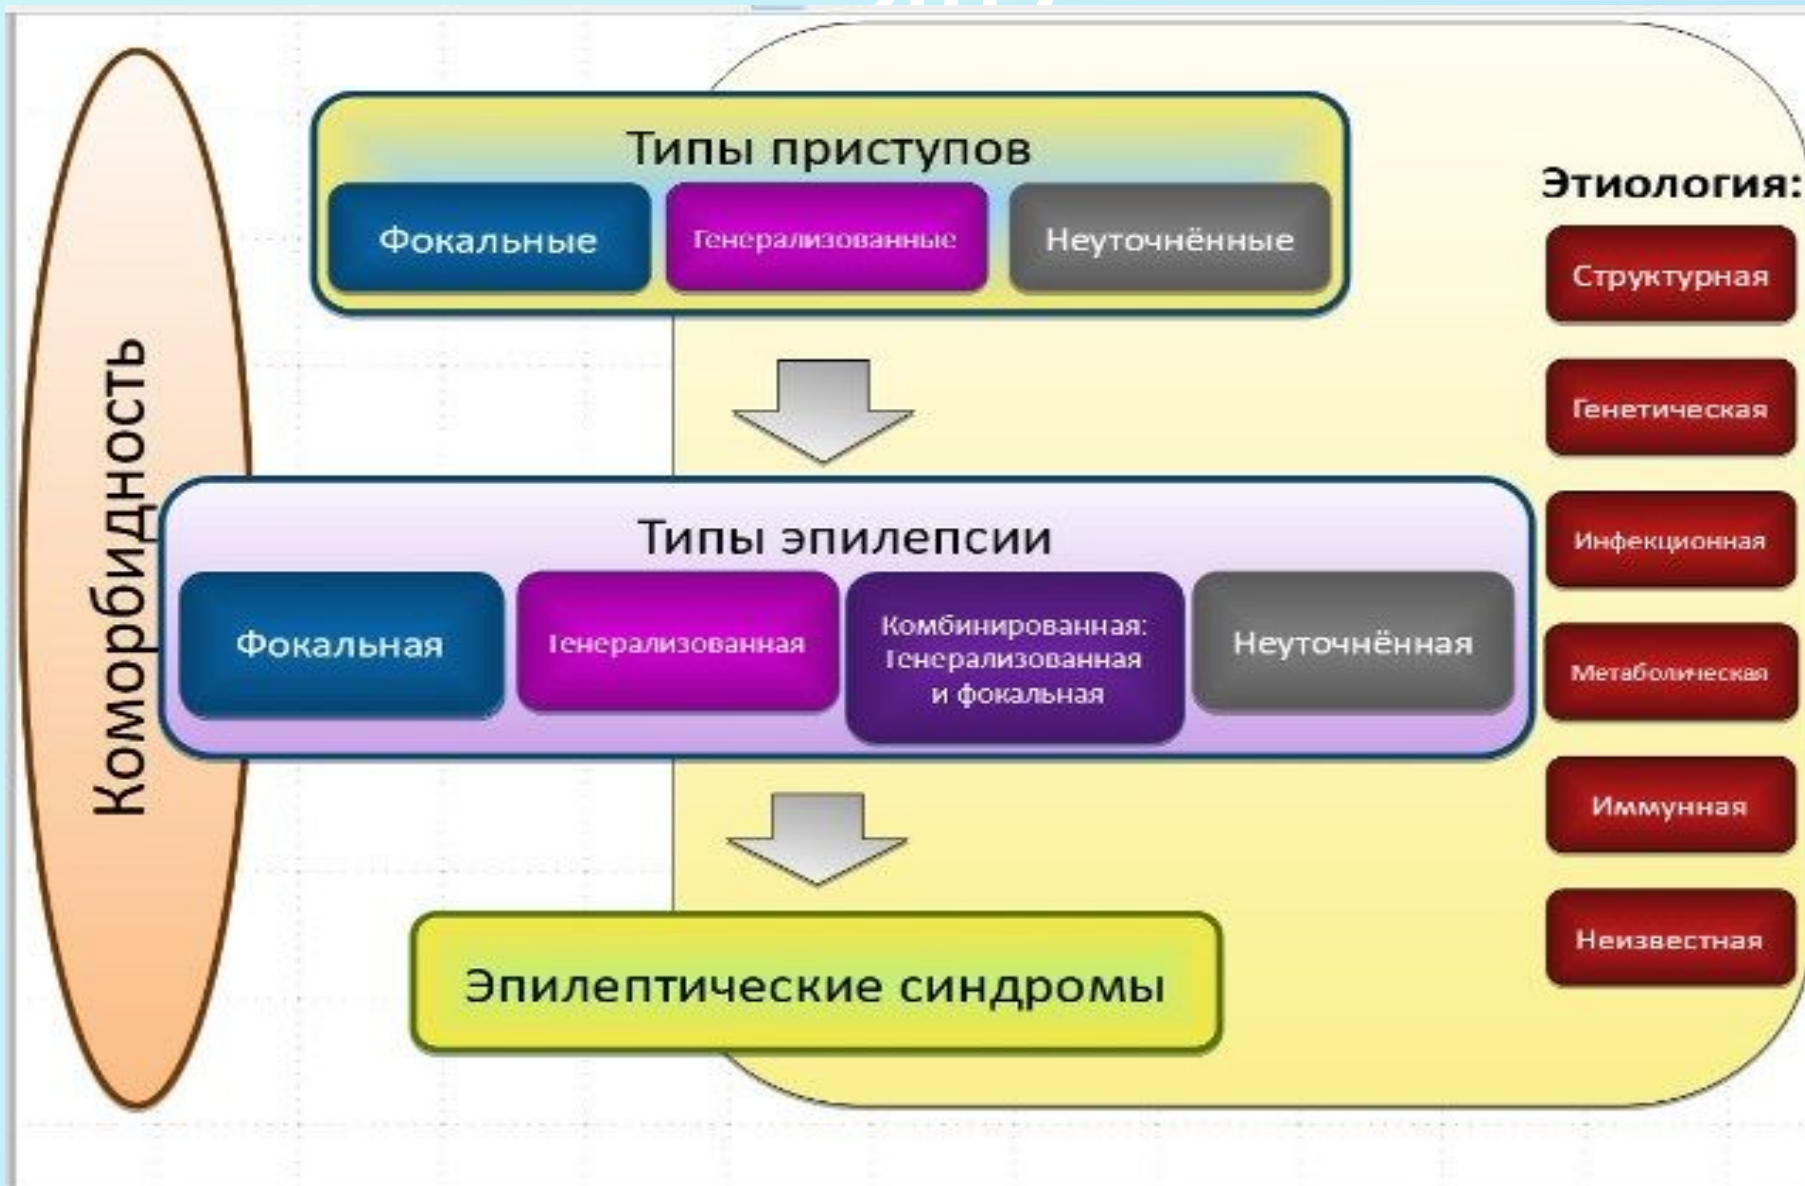 Типы приступов
Фокальные
Генерализованные
Неуточнённые
Коморбидность
Типы эпилепсии
Фокальная
Генерализованная
Комбинированная:
Генерализованная
и фокальная
Неуточнённая
Эпилептические синдромы
Этиология:
Структурная
Генетическая
Инфекционная
Метаболическая
Иммунная
Неизвестная